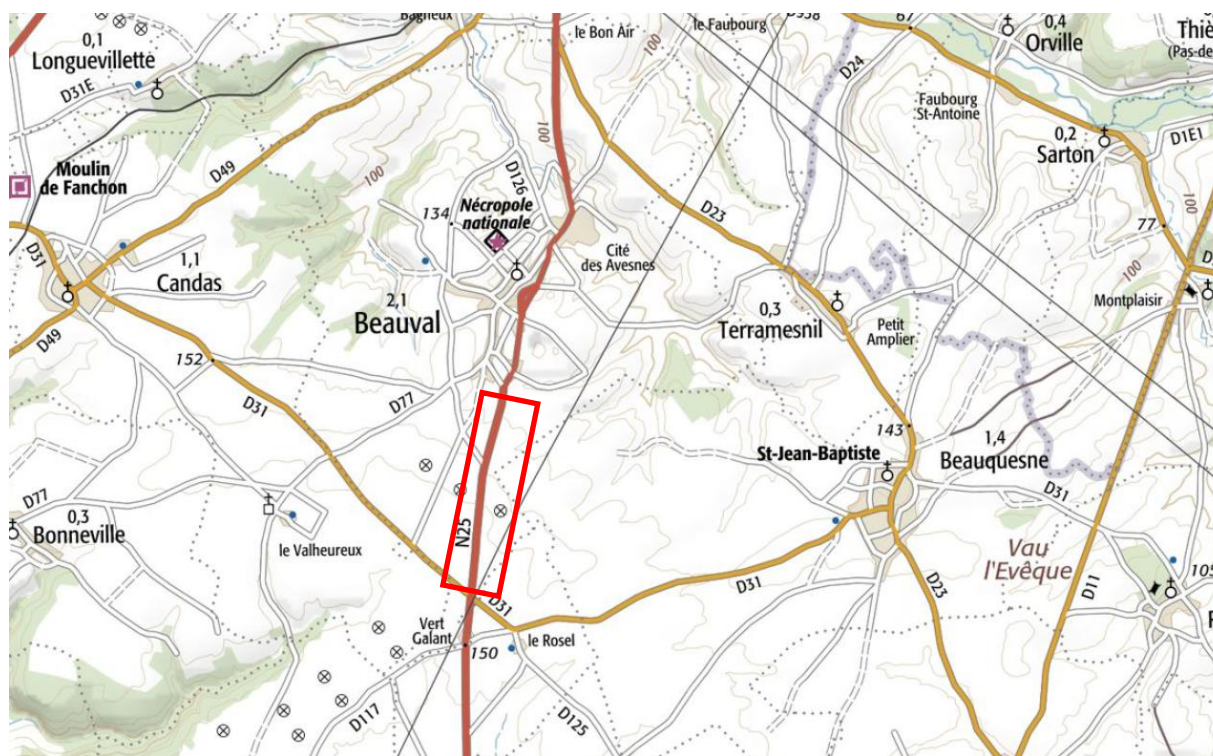 0,1
Longuevillette
D31E
Bagneux
le Bon Air
le Faubourg
D938
67
0,4
Orville
Thiè
(Pas-de
100
D24
Faubourg
St-Antoine
0,2
Sarton
D1E1
Moulin
de Fanchon
D49
100
100
D126
Nécropole
nationale
134
D23
77
100
D31
1,1
Candas
Cité
des Avesnes
Montplaisir
100
2,1
Beauval
0,3
Terramesnil
Petit
Amplier
D49
152
D31
D77
143
1,4
Beauquesne
St-Jean-Baptiste
D77
0,3
Bonneville
le Valheureux
N25
D31
Vau
l'Evêque
D31
D31
D23
D11
105
Vert
Galant
le Rosel
150
D117
D125